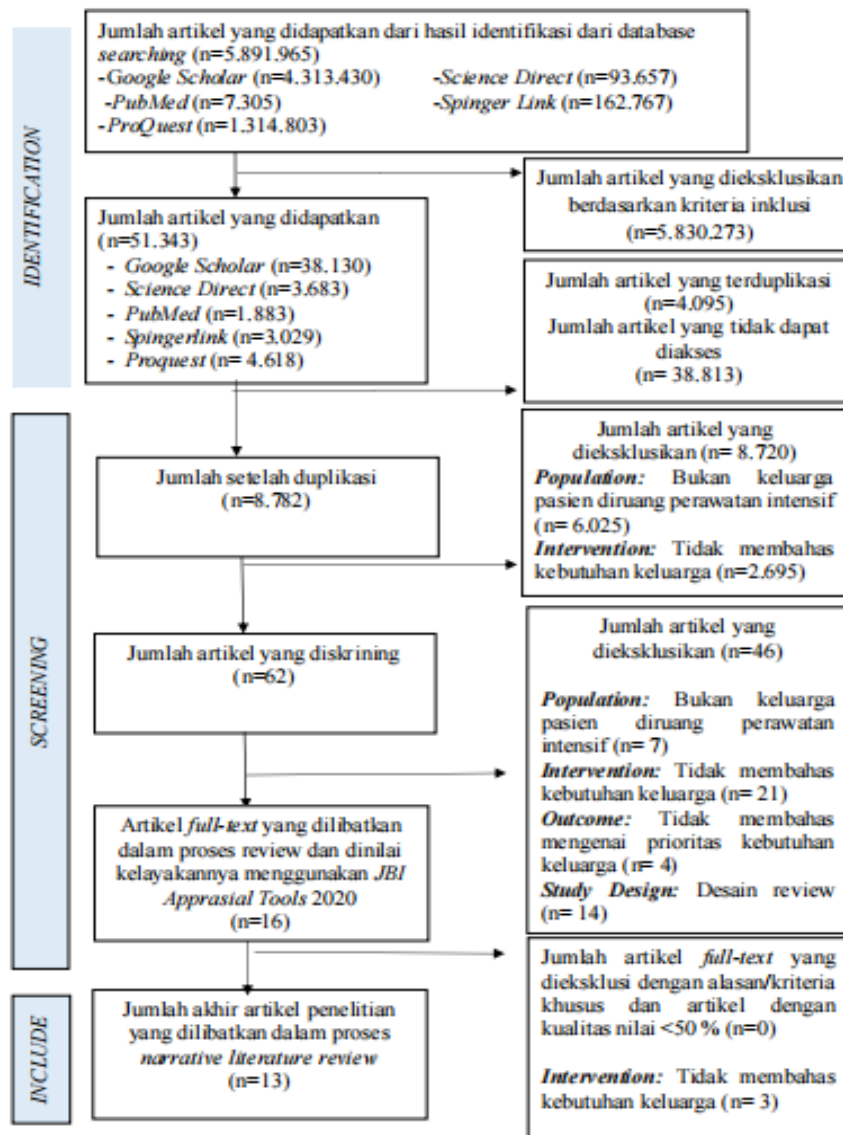 IDENTIFICATION
Jumlah artikel yang didapatkan dari hasil identifikasi dari database
searching (n=5.891.965)
-Google Scholar (n=4.313.430) -Science Direct (n=93.657)
-PubMed (n=7.305) -Spinger Link (n=162.767)
-ProQuest (n=1.314.803)
Jumlah artikel yang dieksklusikan
berdasarkan kriteria inklusi
(n=5.830.273)
Jumlah artikel yang didapatkan
(n=51.343)
- Google Scholar (n=38.130)
- Science Direct (n=3.683)
- PubMed (n=1.883)
- Spingerlink (n=3.029)
- Proquest (n= 4.618)
Jumlah artikel yang terduplikasi
(n=4.095)
Jumlah artikel yang tidak dapat
diakses
(n= 38.813)
SCREENING
Jumlah setelah duplikasi
(n=8.782)
Jumlah artikel yang
dieksklusikan (n= 8.720)
Population: Bukan keluarga
pasien diruang perawatan intensif
(n= 6.025)
Intervention: Tidak membahas
kebutuhan keluarga (n=2.695)
Jumlah artikel yang diskrining
(n=62)
Jumlah artikel yang
dieksklusikan (n=46)
Population: Bukan keluarga
pasien diruang perawatan
intensif (n= 7)
Intervention: Tidak membahas
kebutuhan keluarga (n= 21)
Outcome: Tidak membahas
mengenai prioritas kebutuhan
keluarga (n= 4)
Study Design: Desain review
(n= 14)
Artikel full-text yang dilibatkan
dalam proses review dan dinilai
kelayakannya menggunakan JBI
Apprasial Tools 2020
(n=16)
Jumlah artikel full-text yang
dieksklusi dengan alasan/kriteria
khusus dan artikel dengan
kualitas nilai <50 % (n=0)
Intervention: Tidak membahas
kebutuhan keluarga (n= 3)
INCLUDE
Jumlah akhir artikel penelitian
yang dilibatkan dalam proses
narrative literature review
(n=13)